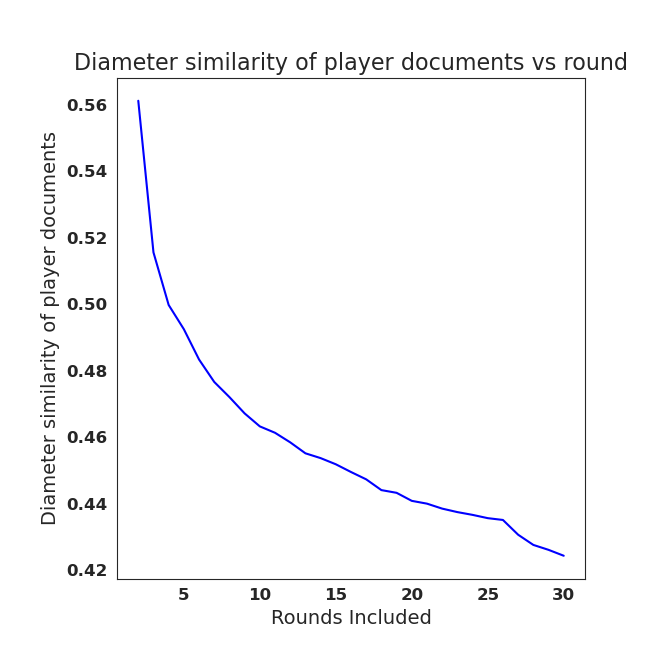 Diameter similarity of player documents vs round
Diameter similarity of player documents
0.56
0.54
0.52
0.50
0.48
0.46
0.44
0.42
5 10 15 20 25 30
Rounds Included